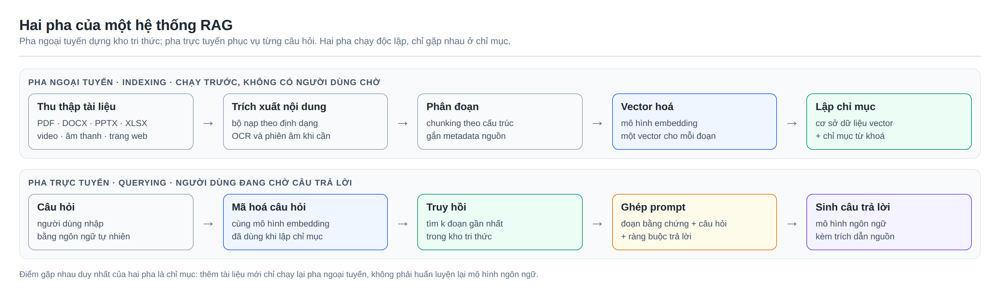 Hai pha của một hệ thống RAG
Pha ngoại tuyến dựng kho tri thức; pha trực tuyến phục vụ từng câu hỏi. Hai pha chạy độc lập, chỉ gặp nhau ở chỉ mục.
PHA NGOẠI TUYẾN · INDEXING · CHẠY TRƯỚC, KHÔNG CÓ NGƯỜI DÙNG CHỜ
Thu thập tài liệu
PDF · DOCX · PPTX · XLSX
video · âm thanh · trang web
→
Trích xuất nội dung
bộ nạp theo định dạng
OCR và phiên âm khi cần
→
Phân đoạn
chunking theo cấu trúc
gắn metadata nguồn
→
Vector hoá
mô hình embedding
một vector cho mỗi đoạn
→
Lập chỉ mục
cơ sở dữ liệu vector
+ chỉ mục từ khoá
PHA TRỰC TUYẾN · QUERYING · NGƯỜI DÙNG ĐANG CHỜ CÂU TRẢ LỜI
Câu hỏi
người dùng nhập
bằng ngôn ngữ tự nhiên
→
Mã hoá câu hỏi
cùng mô hình embedding
đã dùng khi lập chỉ mục
→
Truy hồi
tìm k đoạn gần nhất
trong kho tri thức
→
Ghép prompt
đoạn bằng chứng + câu hỏi
+ ràng buộc trả lời
→
Sinh câu trả lời
mô hình ngôn ngữ
kèm trích dẫn nguồn
Điểm gặp nhau duy nhất của hai pha là chỉ mục: thêm tài liệu mới chỉ chạy lại pha ngoại tuyến, không phải huấn luyện lại mô hình ngôn ngữ.